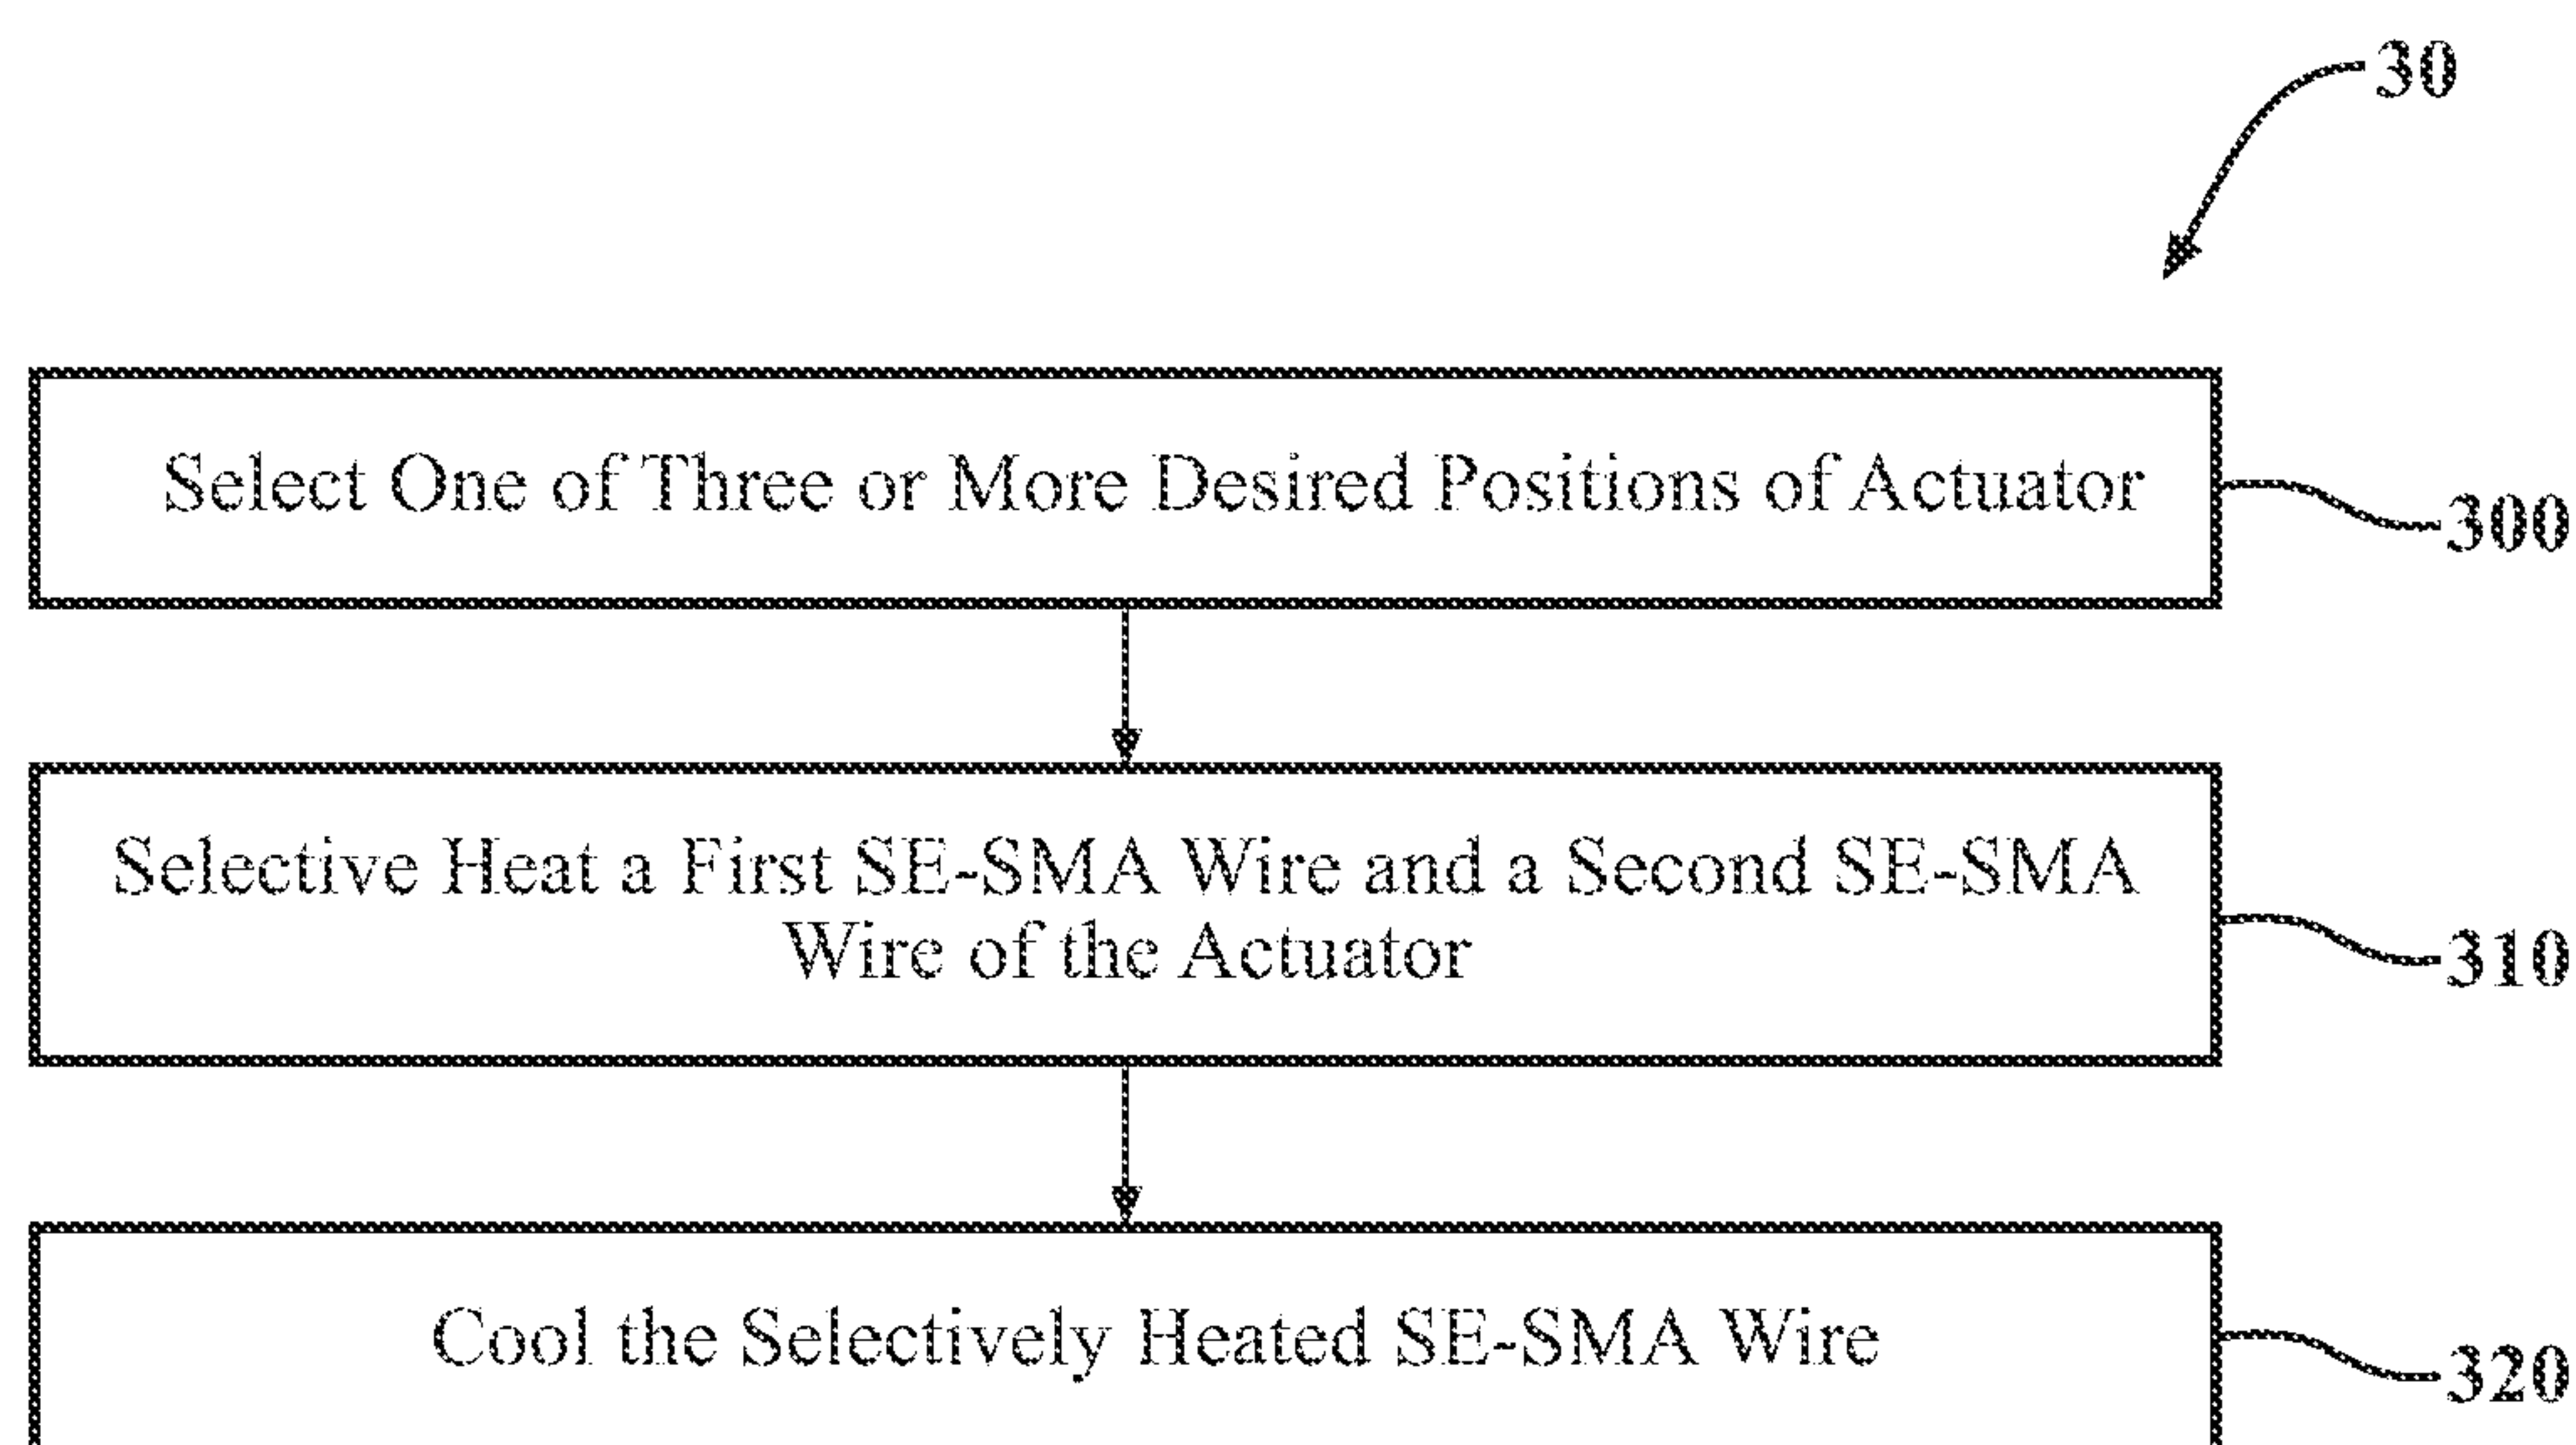 30
Select One of Three or More Desired Positions of Actuator
300
Selective Heat a First SE-SMA Wire and a Second SE-SMA
Wire of the Actuator
310
Cool the Selectively Heated SE-SMA Wire
320